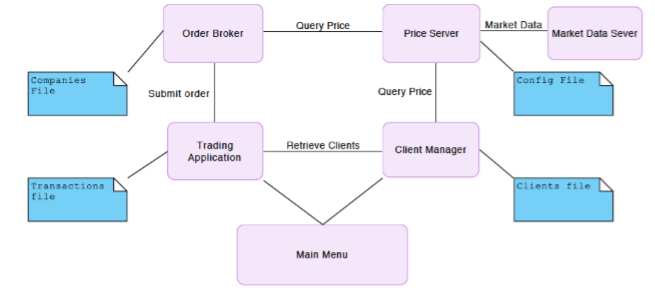 Order Broker
Query Price
Price Server
Market Data
Market Data Sever
Companies
File
Submit order
Query Price
Config File
Trading
Application
Retrieve Clients
Client Manager
Transactions
file
Clients file
Main Menu